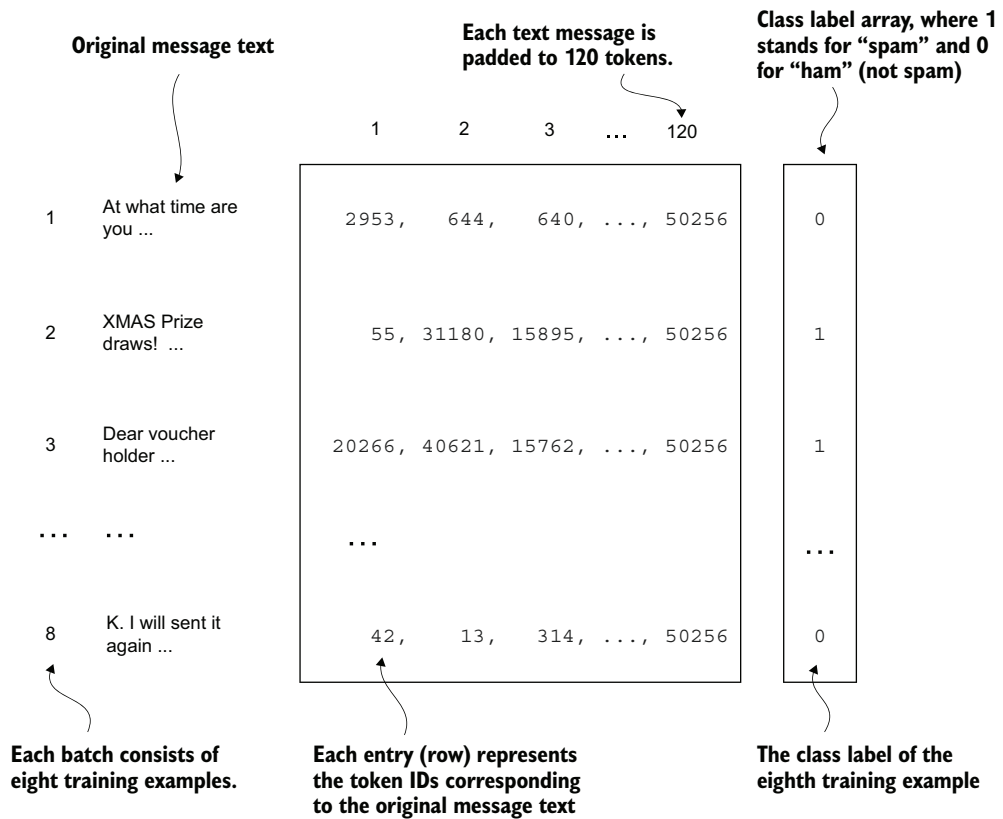 Original message text
Each text message is
padded to 120 tokens.
Class label array, where 1
stands for “spam” and 0
for “ham” (not spam)
1 2 3 ... 120
1 At what time are
you ...
2953, 644, 640, ..., 50256 0
2 XMAS Prize
draws! ...
55, 31180, 15895, ..., 50256 1
3 Dear voucher
holder ...
20266, 40621, 15762, ..., 50256 1
... ... ... ...
8 K. I will sent it
again ...
42, 13, 314, ..., 50256 0
Each batch consists of
eight training examples.
Each entry (row) represents
the token IDs corresponding
to the original message text
The class label of the
eighth training example